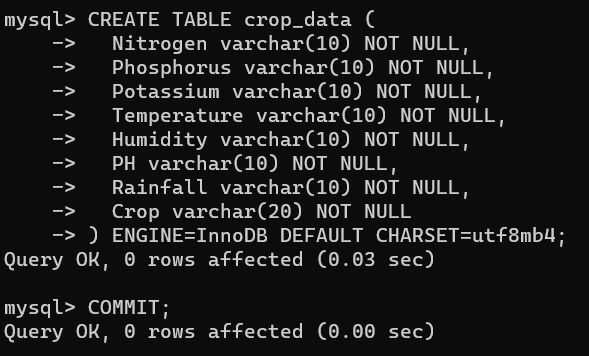 mysql> CREATE TABLE crop_data (
    ->   Nitrogen varchar(10) NOT NULL,
    ->   Phosphorus varchar(10) NOT NULL,
    ->   Potassium varchar(10) NOT NULL,
    ->   Temperature varchar(10) NOT NULL,
    ->   Humidity varchar(10) NOT NULL,
    ->   PH varchar(10) NOT NULL,
    ->   Rainfall varchar(10) NOT NULL,
    ->   Crop varchar(20) NOT NULL
    -> ) ENGINE=InnoDB DEFAULT CHARSET=utf8mb4;
Query OK, 0 rows affected (0.03 sec)
mysql> COMMIT;
Query OK, 0 rows affected (0.00 sec)